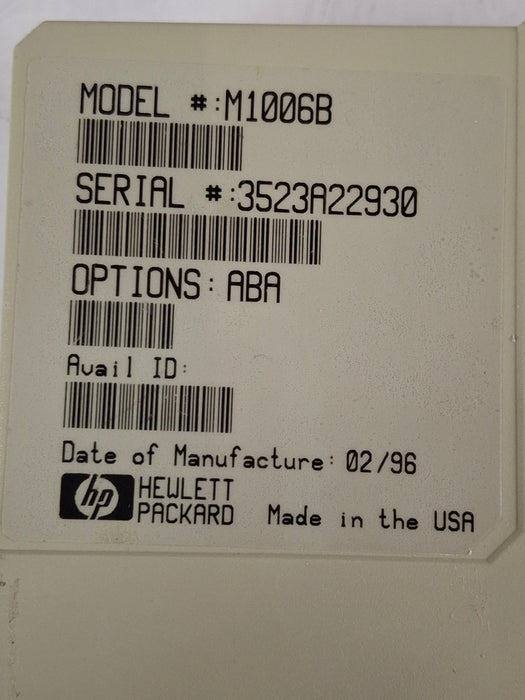 MODEL #:M1006B
SERIAL #:3523A22930
OPTIONS: ABA
Avail ID:
Date of Manufacture: 02/96
hp HEWLETT
PACKARD Made in the USA